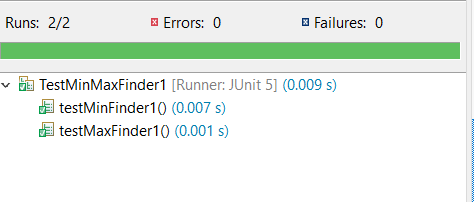 Runs: 2/2 Errors: 0 Failures: 0
TestMinMaxFinder1 [Runner: JUnit 5] (0.009 s)
testMinFinder1() (0.007 s)
testMaxFinder1() (0.001 s)